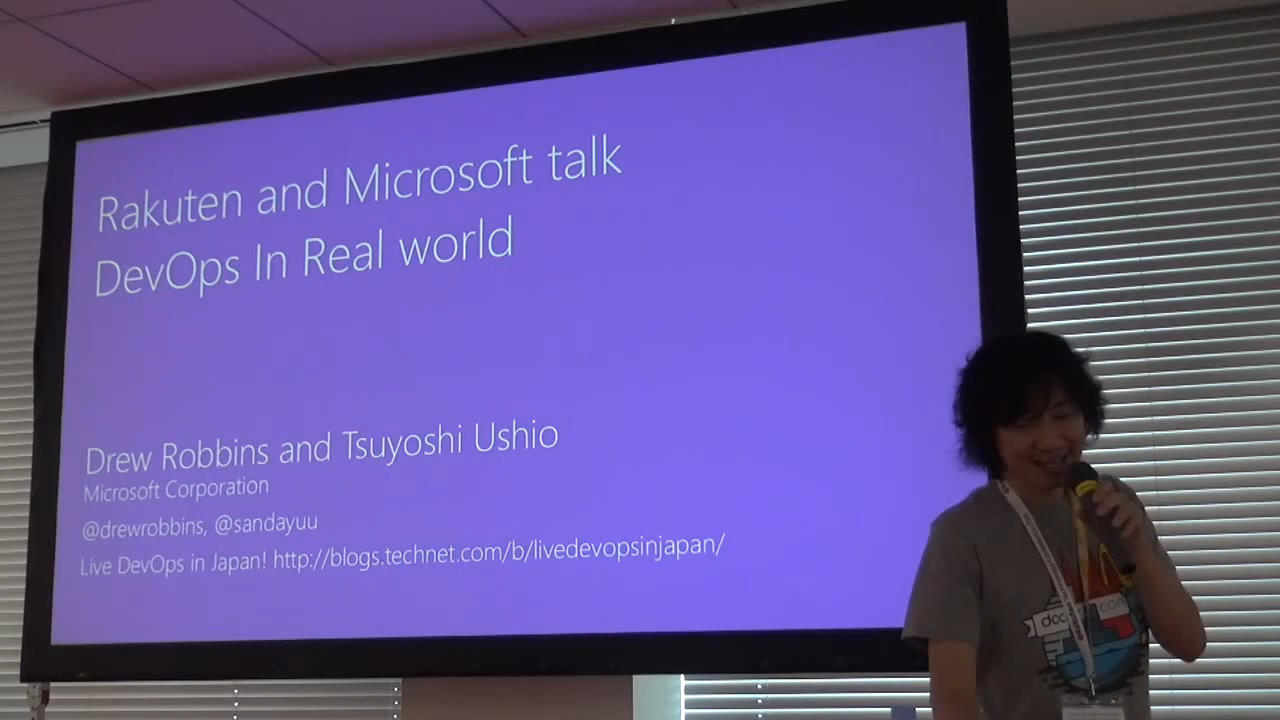 Rakuten and Microsoft talk
DevOps In Real world
Drew Robbins and Tsuyoshi Ushio
Microsoft Corporation
@drewrobbins, @sandayuu
Live DevOps in Japan! http://blogs.technet.com/b/livedevopsinjapan/
con